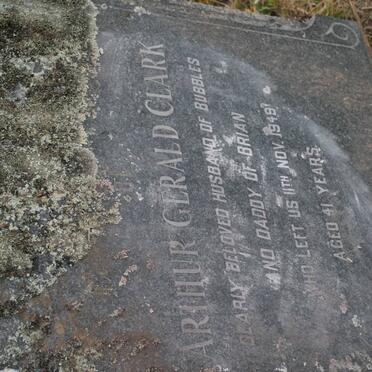 ARTHUR GERALD CLARK
DEARLY BELOVED HUSBAND OF BUBBLES
AND DADDY OF BRIAN
WHO LEFT US 11TH NOV. 1949
AGED 41 YEARS